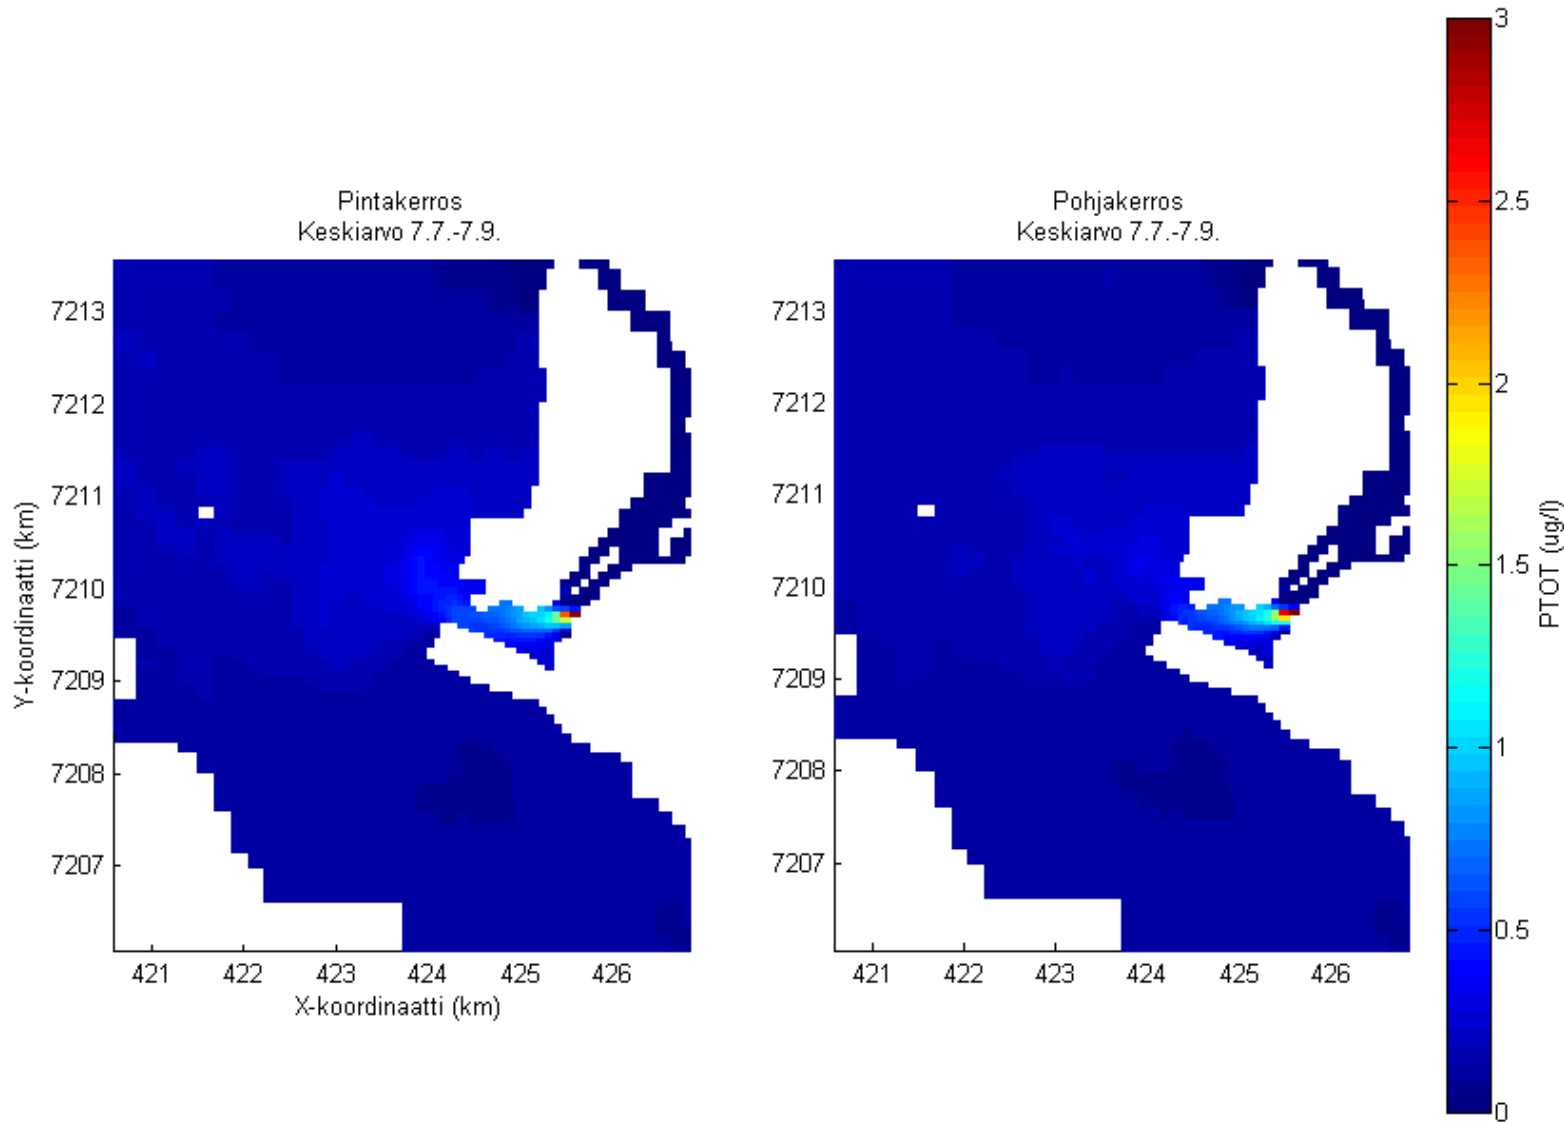 Pintakerros
Keskiarvo 7.7.-7.9.
7213
7212
7211
7210
7209
7208
7207
Y-koordinaatti (km)
421 422 423 424 425 426
X-koordinaatti (km)
Pohjakerros
Keskiarvo 7.7.-7.9.
7213
7212
7211
7210
7209
7208
7207
421 422 423 424 425 426
3
2.5
2
1.5
1
0.5
0
PTOT (ug/l)